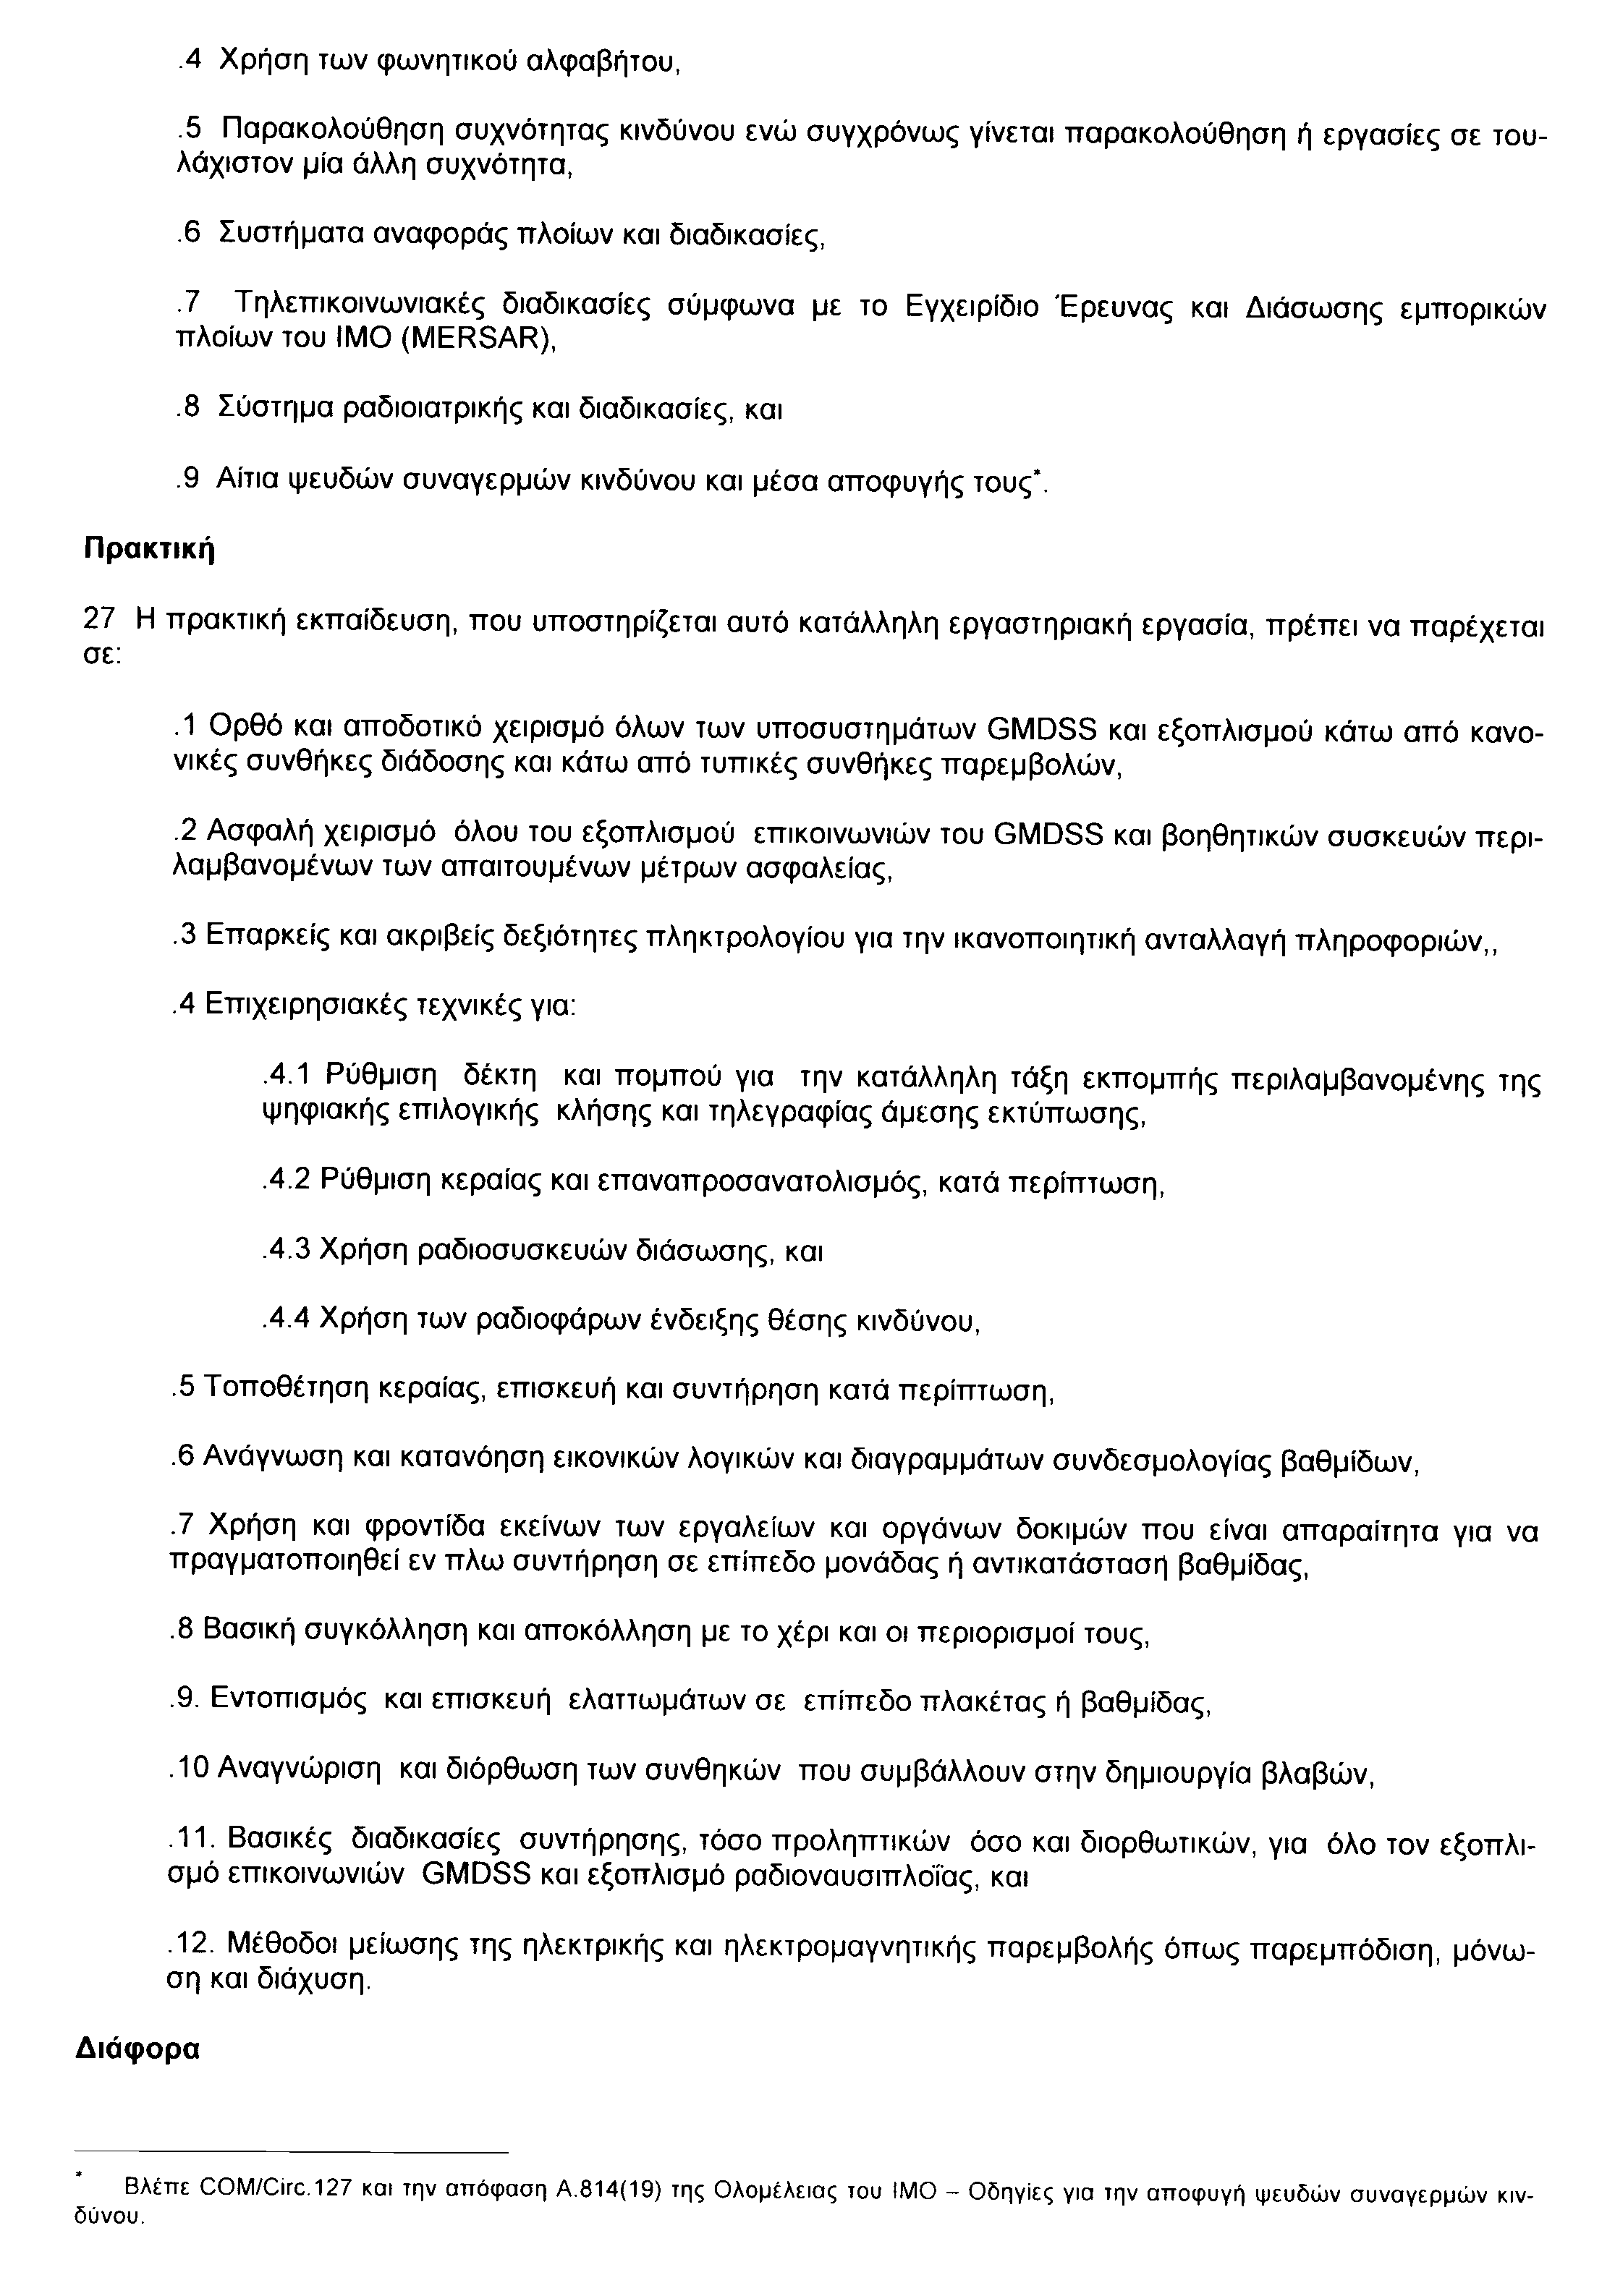 .4 Χρήση των φωνητικού αλφαβήτου,
.5 Παρακολούθηση συχνότητας κινδύνου ενώ συγχρόνως γίνεται παρακολούθηση ή εργασίες σε του-
λάχιστον μία άλλη συχνότητα,
.6 Συστήματα αναφοράς πλοίων και διαδικασίες,
.7 Τηλεπικοινωνιακές διαδικασίες σύμφωνα με το Εγχειρίδιο Έρευνας και Διάσωσης εμπορικών
πλοίων του ΙΜΟ (MERSAR),
.8 Σύστημα ραδιοιατρικής και διαδικασίες, και
.9 Αίτια ψευδών συναγερμών κινδύνου και μέσα αποφυγής τους*.
Πρακτική
27 Η πρακτική εκπαίδευση, που υποστηρίζεται αυτό κατάλληλη εργαστηριακή εργασία, πρέπει να παρέχεται
σε:
.1 Ορθό και αποδοτικό χειρισμό όλων των υποσυστημάτων GMDSS και εξοπλισμού κάτω από κανο-
νικές συνθήκες διάδοσης και κάτω από τυπικές συνθήκες παρεμβολών,
.2 Ασφαλή χειρισμό όλου του εξοπλισμού επικοινωνιών του GMDSS και βοηθητικών συσκευών περι-
λαμβανομένων των απαιτουμένων μέτρων ασφαλείας,
.3 Επαρκείς και ακριβείς δεξιότητες πληκτρολογίου για την ικανοποιητική ανταλλαγή πληροφοριών,,
.4 Επιχειρησιακές τεχνικές για:
.4.1 Ρύθμιση δέκτη και πομπού για την κατάλληλη τάξη εκπομπής περιλαμβανομένης της
ψηφιακής επιλογικής κλήσης και τηλεγραφίας άμεσης εκτύπωσης,
.4.2 Ρύθμιση κεραίας και επαναπροσανατολισμός, κατά περίπτωση,
.4.3 Χρήση ραδιοσυσκευών διάσωσης, και
.4.4 Χρήση των ραδιοφάρων ένδειξης θέσης κινδύνου,
.5 Τοποθέτηση κεραίας, επισκευή και συντήρηση κατά περίπτωση,
.6 Ανάγνωση και κατανόηση εικονικών λογικών και διαγραμμάτων συνδεσμολογίας βαθμίδων,
.7 Χρήση και φροντίδα εκείνων των εργαλείων και οργάνων δοκιμών που είναι απαραίτητα για να
πραγματοποιηθεί εν πλω συντήρηση σε επίπεδο μονάδας ή αντικατάσταση βαθμίδας,
.8 Βασική συγκόλληση και αποκόλληση με το χέρι και οι περιορισμοί τους,
.9. Εντοπισμός και επισκευή ελαττωμάτων σε επίπεδο πλακέτας ή βαθμίδας,
.10 Αναγνώριση και διόρθωση των συνθηκών που συμβάλλουν στην δημιουργία βλαβών,
.11. Βασικές διαδικασίες συντήρησης, τόσο προληπτικών όσο και διορθωτικών, για όλο τον εξοπλι-
σμό επικοινωνιών GMDSS και εξοπλισμό ραδιοναυσιπλοΐας, και
.12. Μέθοδοι μείωσης της ηλεκτρικής και ηλεκτρομαγνητικής παρεμβολής όπως παρεμπόδιση, μόνω-
ση και διάχυση.
Διάφορα
* Βλέπε COM/Circ.127 και την απόφαση Α.814(19) της Ολομέλειας του ΙΜΟ – Οδηγίες για την αποφυγή ψευδών συναγερμών κιν-
δύνου.